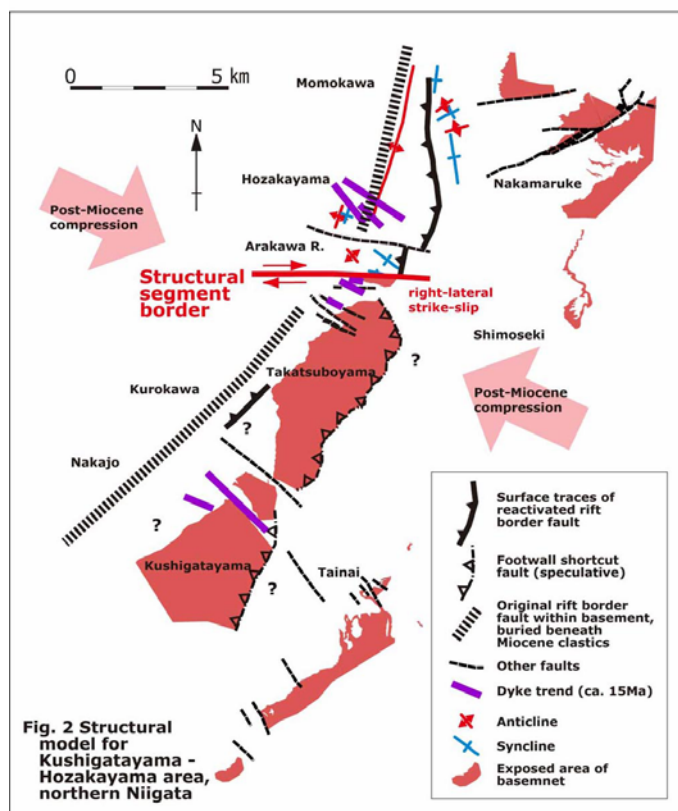 0 5 km
Momokawa
N
Nakamaruke
Hozakayama
Post-Miocene
compression
Arakawa R.
Structural
segment
border
right-lateral
strike-slip
Shimoseki
?
Takatsuboyama
Kurokawa
Post-Miocene
compression
?
Nakajo
?
Kushigatayama
Tainai
?
Surface traces of
reactivated rift
border fault
Footwall shortcut
fault (speculative)
Original rift border
fault within basement,
buried beneath
Miocene clastics
Other faults
Dyke trend (ca. 15Ma)
Anticline
Syncline
Exposed area of
basemnet
Fig. 2 Structural
model for
Kushigatayama -
Hozakayama area,
northern Niigata